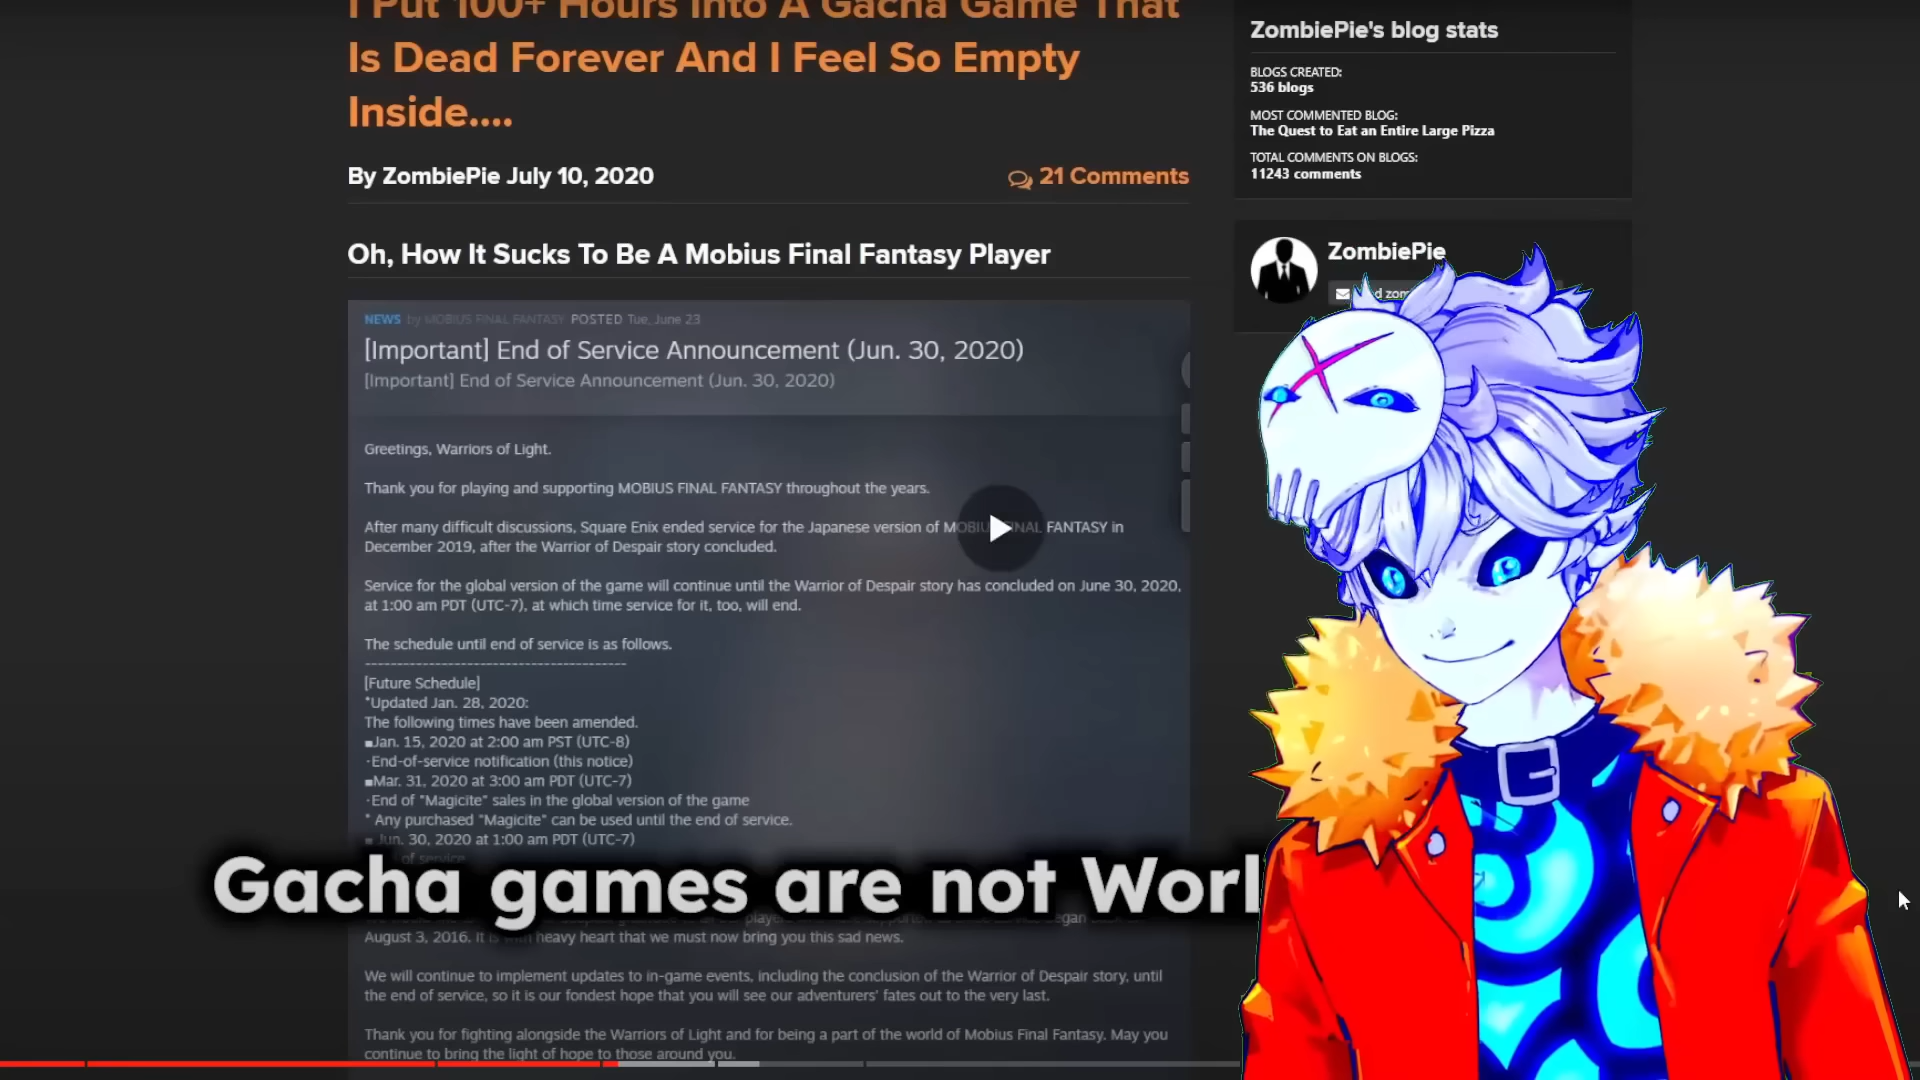 I Put 100+ Hours Into A Gacha Game That
Is Dead Forever And I Feel So Empty
Inside....
By ZombiePie July 10, 2020
21 Comments
Oh, How It Sucks To Be A Mobius Final Fantasy Player
NEWS by MOBIUS FINAL FANTASY POSTED Tue, June 23
[Important] End of Service Announcement (Jun. 30, 2020)
[Important] End of Service Announcement (Jun. 30, 2020)
Greetings, Warriors of Light.
Thank you for playing and supporting MOBIUS FINAL FANTASY throughout the years.
After many difficult discussions, Square Enix ended service for the Japanese version of MOBIUS FINAL FANTASY in
December 2019, after the Warrior of Despair story concluded.
Service for the global version of the game will continue until the Warrior of Despair story has concluded on June 30, 2020,
at 1:00 am PDT (UTC-7), at which time service for it, too, will end.
The schedule until end of service is as follows.
------------------------------------------
[Future Schedule]
*Updated Jan. 28, 2020:
The following times have been amended.
■Jan. 15, 2020 at 2:00 am PST (UTC-8)
·End-of-service notification (this notice)
■Mar. 31, 2020 at 3:00 am PDT (UTC-7)
·End of "Magicite" sales in the global version of the game
* Any purchased "Magicite" can be used until the end of service.
■ Jun. 30, 2020 at 1:00 am PDT (UTC-7)
of service
Gacha games are not Worl
August 3, 2016. It is with heavy heart that we must now bring you this sad news.
We will continue to implement updates to in-game events, including the conclusion of the Warrior of Despair story, until
the end of service, so it is our fondest hope that you will see our adventurers' fates out to the very last.
Thank you for fighting alongside the Warriors of Light and for being a part of the world of Mobius Final Fantasy. May you
continue to bring the light of hope to those around you.
ZombiePie's blog stats
BLOGS CREATED:
536 blogs
MOST COMMENTED BLOG:
The Quest to Eat an Entire Large Pizza
TOTAL COMMENTS ON BLOGS:
11243 comments
ZombiePie